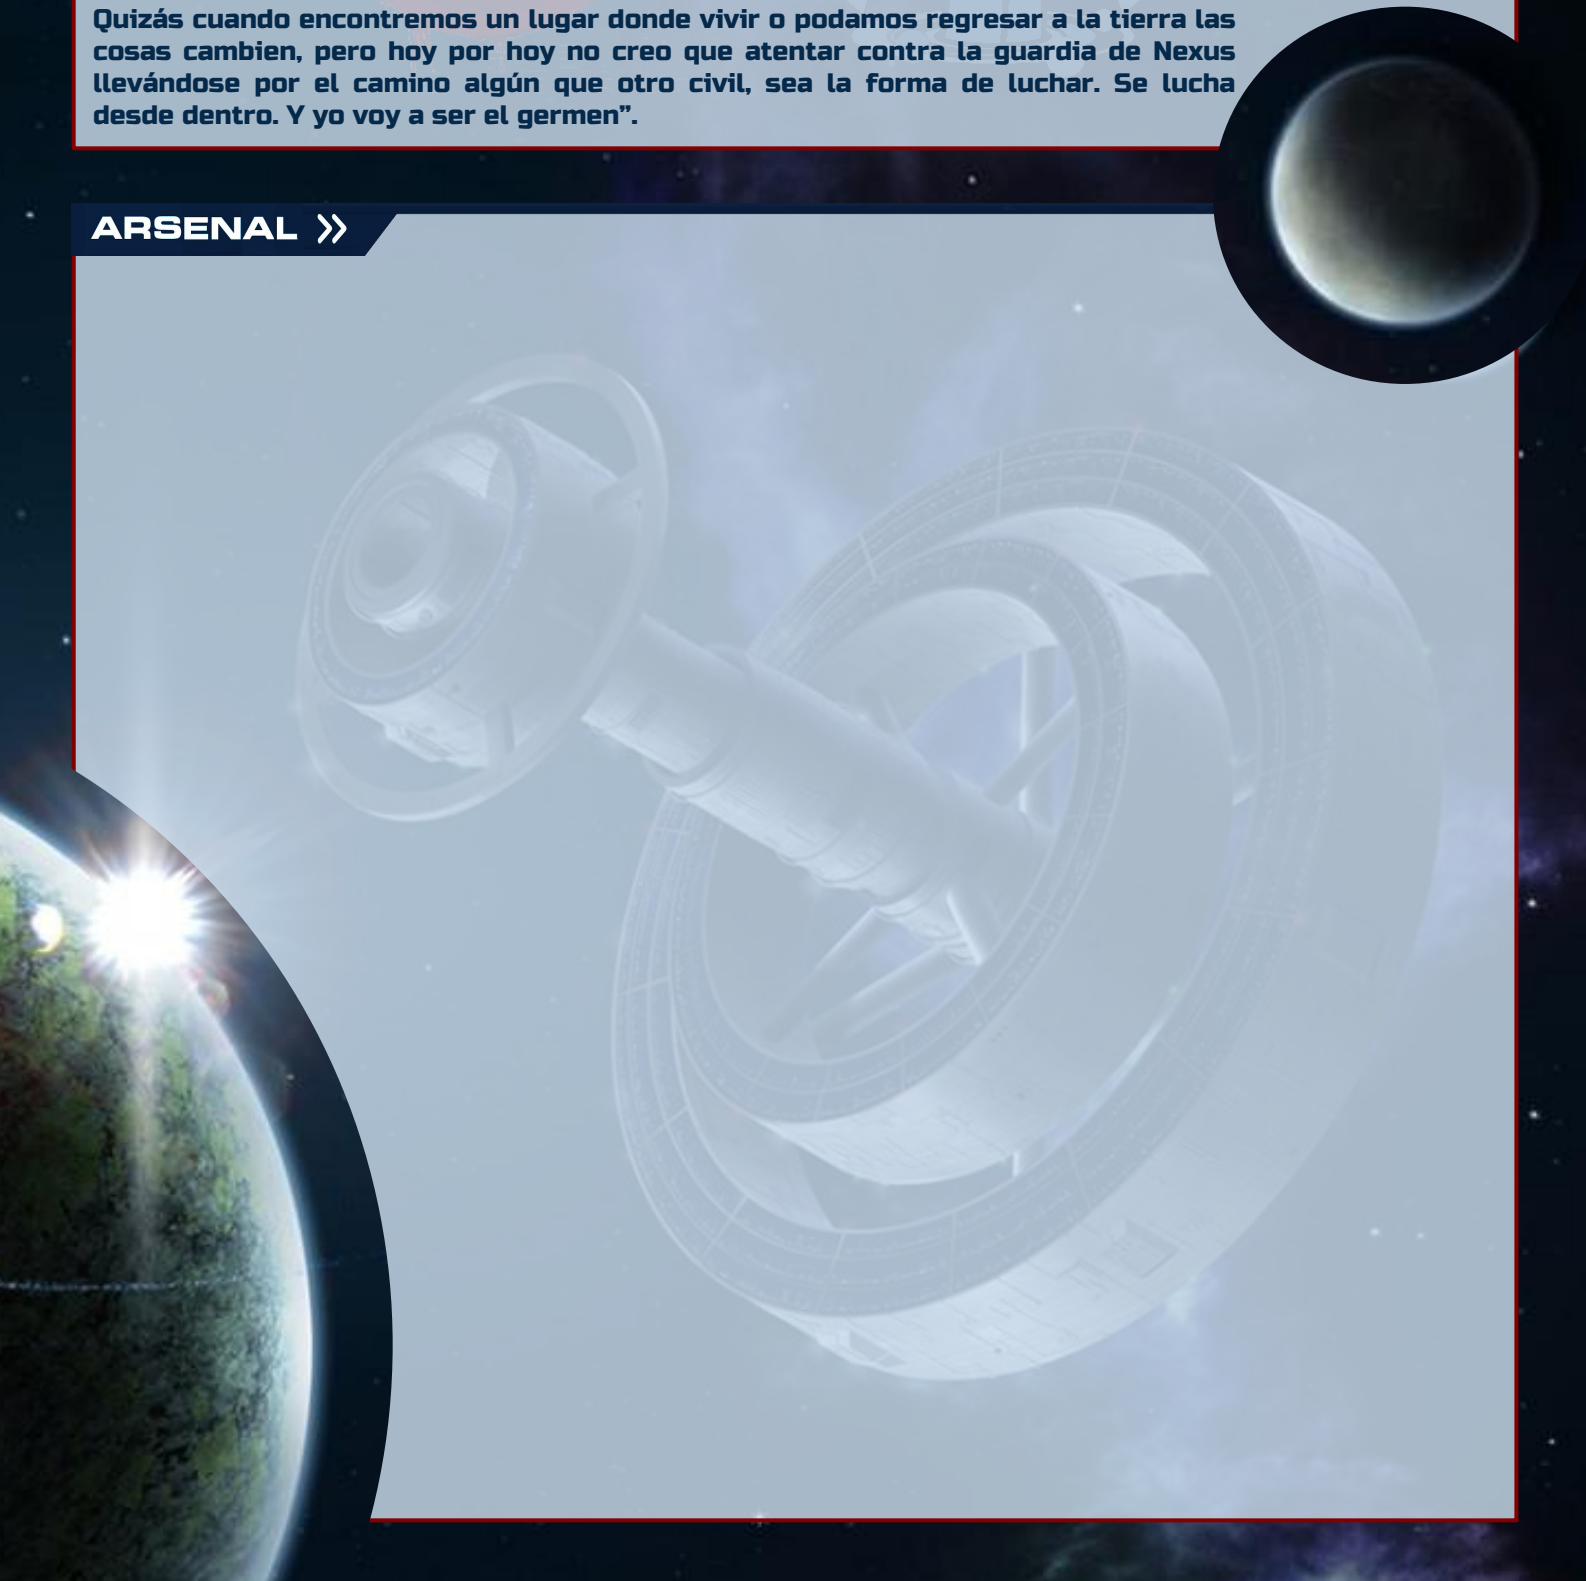 Quizás cuando encontremos un lugar donde vivir o podamos regresar a la tierra las
cosas cambien, pero hoy por hoy no creo que atentar contra la guardia de Nexus
llevándose por el camino algún que otro civil, sea la forma de luchar. Se lucha
desde dentro. Y yo voy a ser el germen”.
ARSENAL